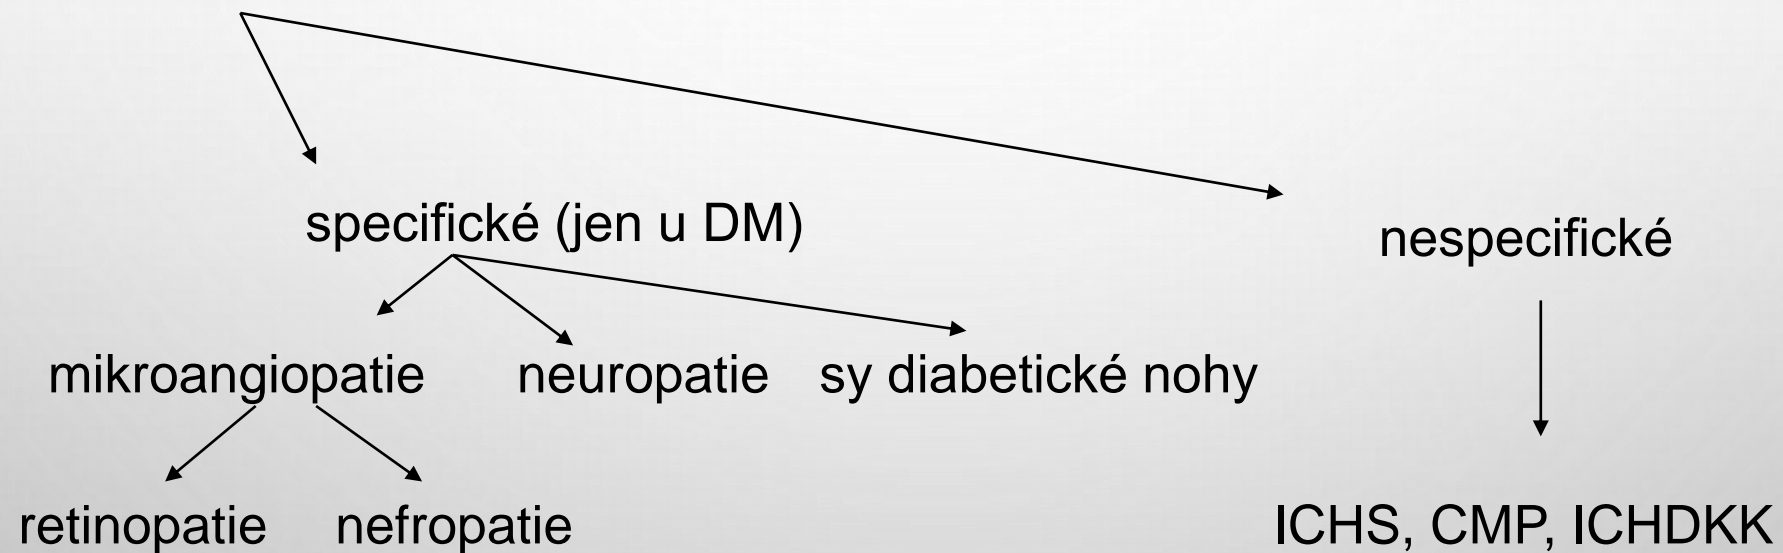 specifické (jen u DM)
nespecifické
mikroangiopatie
neuropatie
sy diabetické nohy
retinopatie
nefropatie
ICHS, CMP, ICHDKK